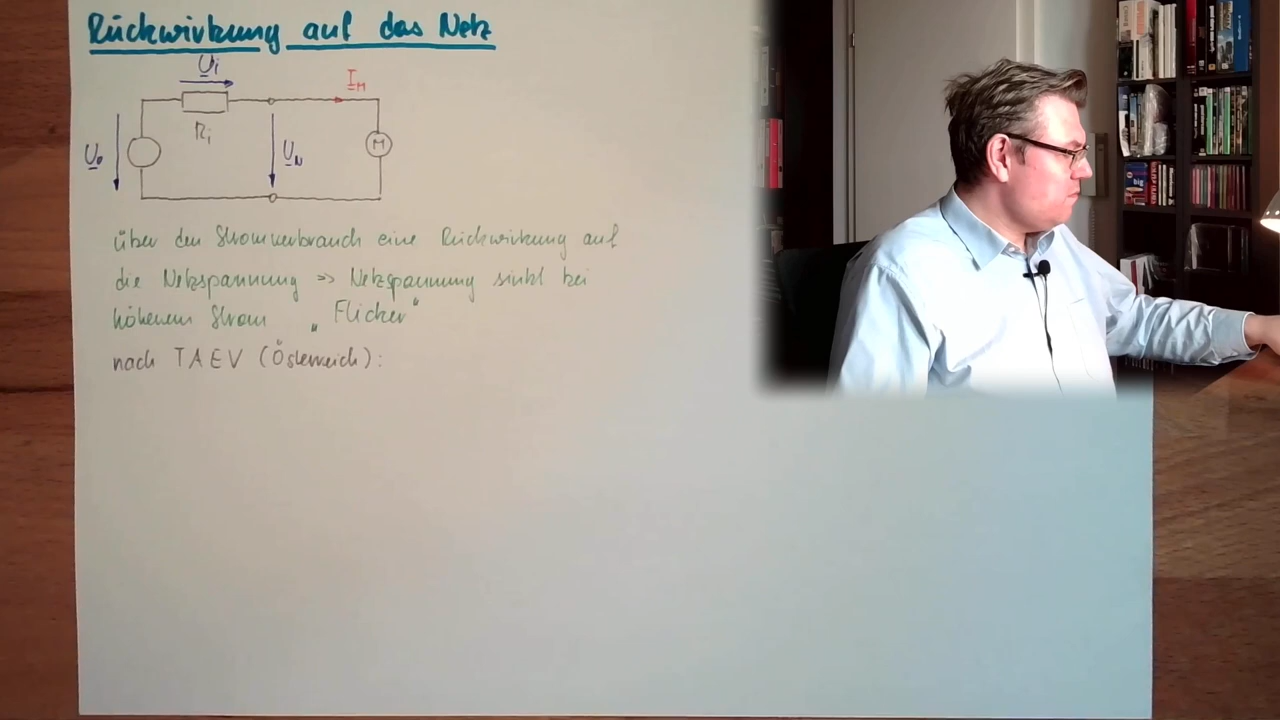 Rückwirkung auf das Netz
U_i
I_M
R_i
U_0
U_N
M
über den Stromverbrauch eine Rückwirkung auf
die Netzspannung => Netzspannung sinkt bei
höherem Strom „Flicker"
nach TAEV (Österreich):
big